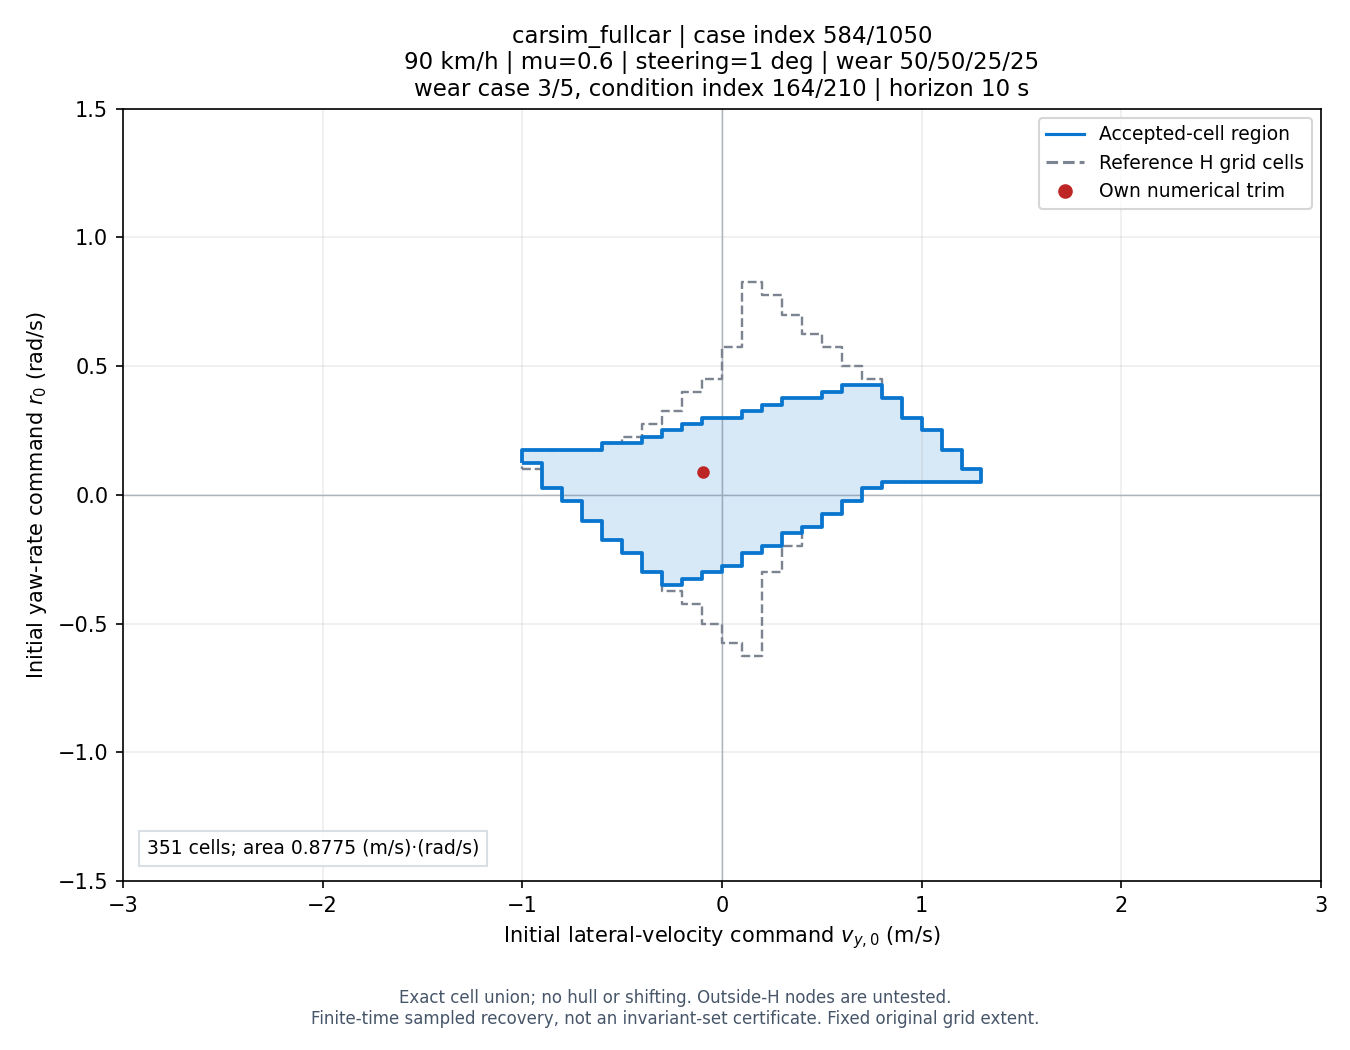 carsim_fullcar | case index 584/1050
90 km/h | mu=0.6 | steering=1 deg | wear 50/50/25/25
wear case 3/5, condition index 164/210 | horizon 10 s
Accepted-cell region
Reference H grid cells
Own numerical trim
1.5
1.0
0.5
0.0
−0.5
−1.0
−1.5
Initial yaw-rate command r0 (rad/s)
351 cells; area 0.8775 (m/s)·(rad/s)
−3 −2 −1 0 1 2 3
Initial lateral-velocity command vy,0 (m/s)
Exact cell union; no hull or shifting. Outside-H nodes are untested.
Finite-time sampled recovery, not an invariant-set certificate. Fixed original grid extent.